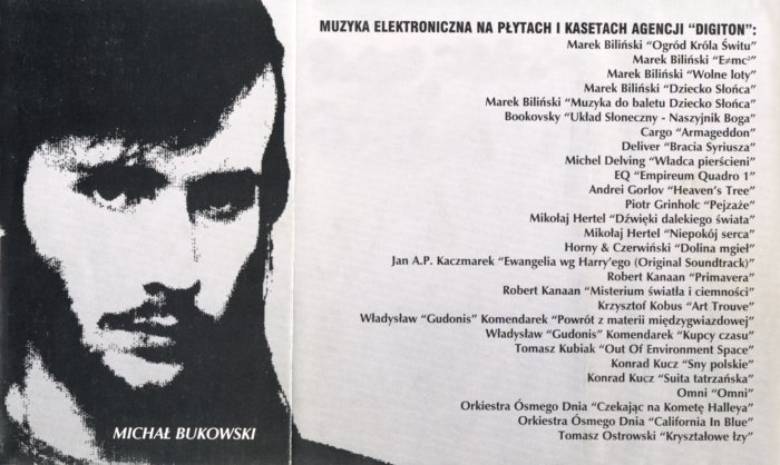 MUZYKA ELEKTRONICZNA NA PŁYTACH I KASETACH AGENCJI "DIGITON":
Marek Biliński "Ogród Króla Świtu"
Marek Biliński "E≠mc²"
Marek Biliński "Wolne loty"
Marek Biliński "Dziecko Słońca"
Marek Biliński "Muzyka do baletu Dziecko Słońca"
Bookovsky "Układ Słoneczny - Naszyjnik Boga"
Cargo "Armageddon"
Deliver "Bracia Syriusza"
Michel Delving "Władca pierścieni"
EQ "Empireum Quadro 1"
Andrei Gorlov "Heaven's Tree"
Piotr Grinholc "Pejzaże"
Mikołaj Hertel "Dźwięki dalekiego świata"
Mikołaj Hertel "Niepokój serca"
Horny & Czerwiński "Dolina mgieł"
Jan A.P. Kaczmarek "Ewangelia wg Harry'ego (Original Soundtrack)"
Robert Kanaan "Primavera"
Robert Kanaan "Misterium światła i ciemności"
Krzysztof Kobus "Art Trouve"
Władysław "Gudonis" Komendarek "Powrót z materii międzygwiazdowej"
Władysław "Gudonis" Komendarek "Kupcy czasu"
Tomasz Kubiak "Out Of Environment Space"
Konrad Kucz "Sny polskie"
Konrad Kucz "Suita tatrzańska"
Omni "Omni"
Orkiestra Ósmego Dnia "Czekając na Kometę Halleya"
Orkiestra Ósmego Dnia "California In Blue"
Tomasz Ostrowski "Kryształowe łzy"
MICHAŁ BUKOWSKI